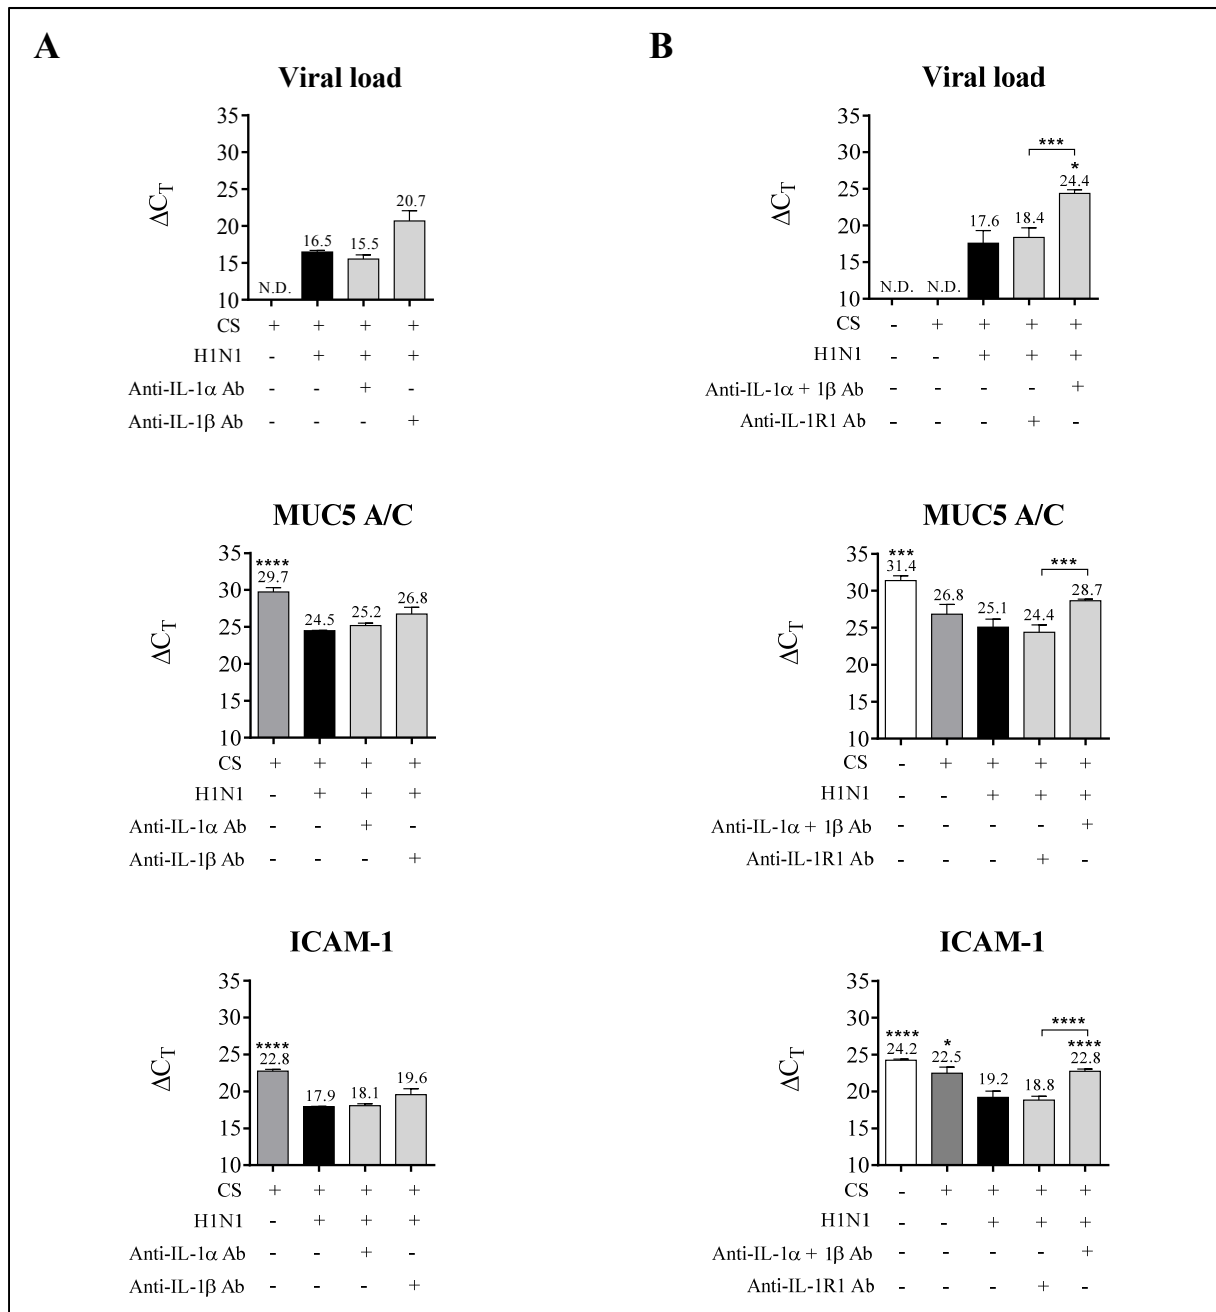 A
Viral load
35
30
25
20
15
10
ΔCT
N.D.
16.5
15.5
20.7
CS + + + +
H1N1 - + + +
Anti-IL-1α Ab - - + -
Anti-IL-1β Ab - - - +
MUC5 A/C
35
30
25
20
15
10
ΔCT
****
29.7
24.5
25.2
26.8
CS + + + +
H1N1 - + + +
Anti-IL-1α Ab - - + -
Anti-IL-1β Ab - - - +
ICAM-1
35
30
25
20
15
10
ΔCT
****
22.8
17.9
18.1
19.6
CS + + + +
H1N1 - + + +
Anti-IL-1α Ab - - + -
Anti-IL-1β Ab - - - +
B
Viral load
35
30
25
20
15
10
ΔCT
N.D.
N.D.
17.6
18.4
***
*
24.4
CS - + + + +
H1N1 - - + + +
Anti-IL-1α + 1β Ab - - - - +
Anti-IL-1R1 Ab - - - + -
MUC5 A/C
35
30
25
20
15
10
ΔCT
***
31.4
26.8
25.1
24.4
***
28.7
CS - + + + +
H1N1 - - + + +
Anti-IL-1α + 1β Ab - - - - +
Anti-IL-1R1 Ab - - - + -
ICAM-1
35
30
25
20
15
10
ΔCT
****
24.2
*
22.5
19.2
18.8
****
****
22.8
CS - + + + +
H1N1 - - + + +
Anti-IL-1α + 1β Ab - - - - +
Anti-IL-1R1 Ab - - - + -